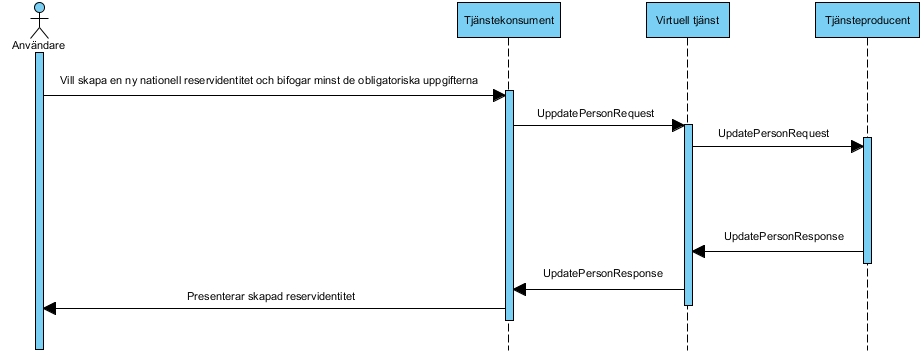 Tjänstekonsument
Virtuell tjänst
Tjänsteproducent
Användare
Vill skapa en ny nationell reservidentitet och bifogar minst de obligatoriska uppgifterna
UppdatePersonRequest
UpdatePersonRequest
UpdatePersonResponse
UpdatePersonResponse
Presenterar skapad reservidentitet